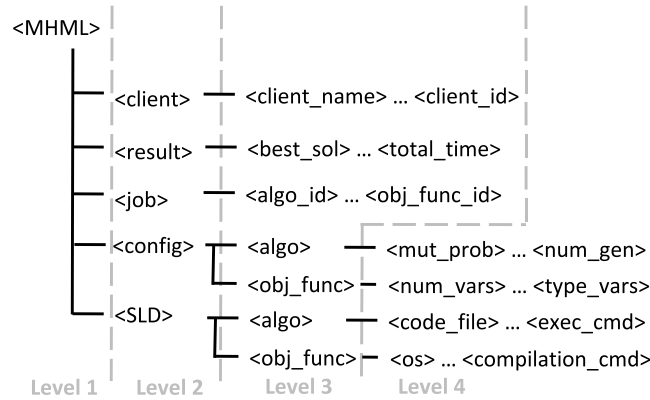 <MHML>
<client> <client_name> ... <client_id>
<result> <best_sol> ... <total_time>
<job> <algo_id> ... <obj_func_id>
<config> <algo> <mut_prob> ... <num_gen>
<obj_func> <num_vars> ... <type_vars>
<SLD> <algo> <code_file> ... <exec_cmd>
<obj_func> <os> ... <compilation_cmd>
Level 1 Level 2 Level 3 Level 4